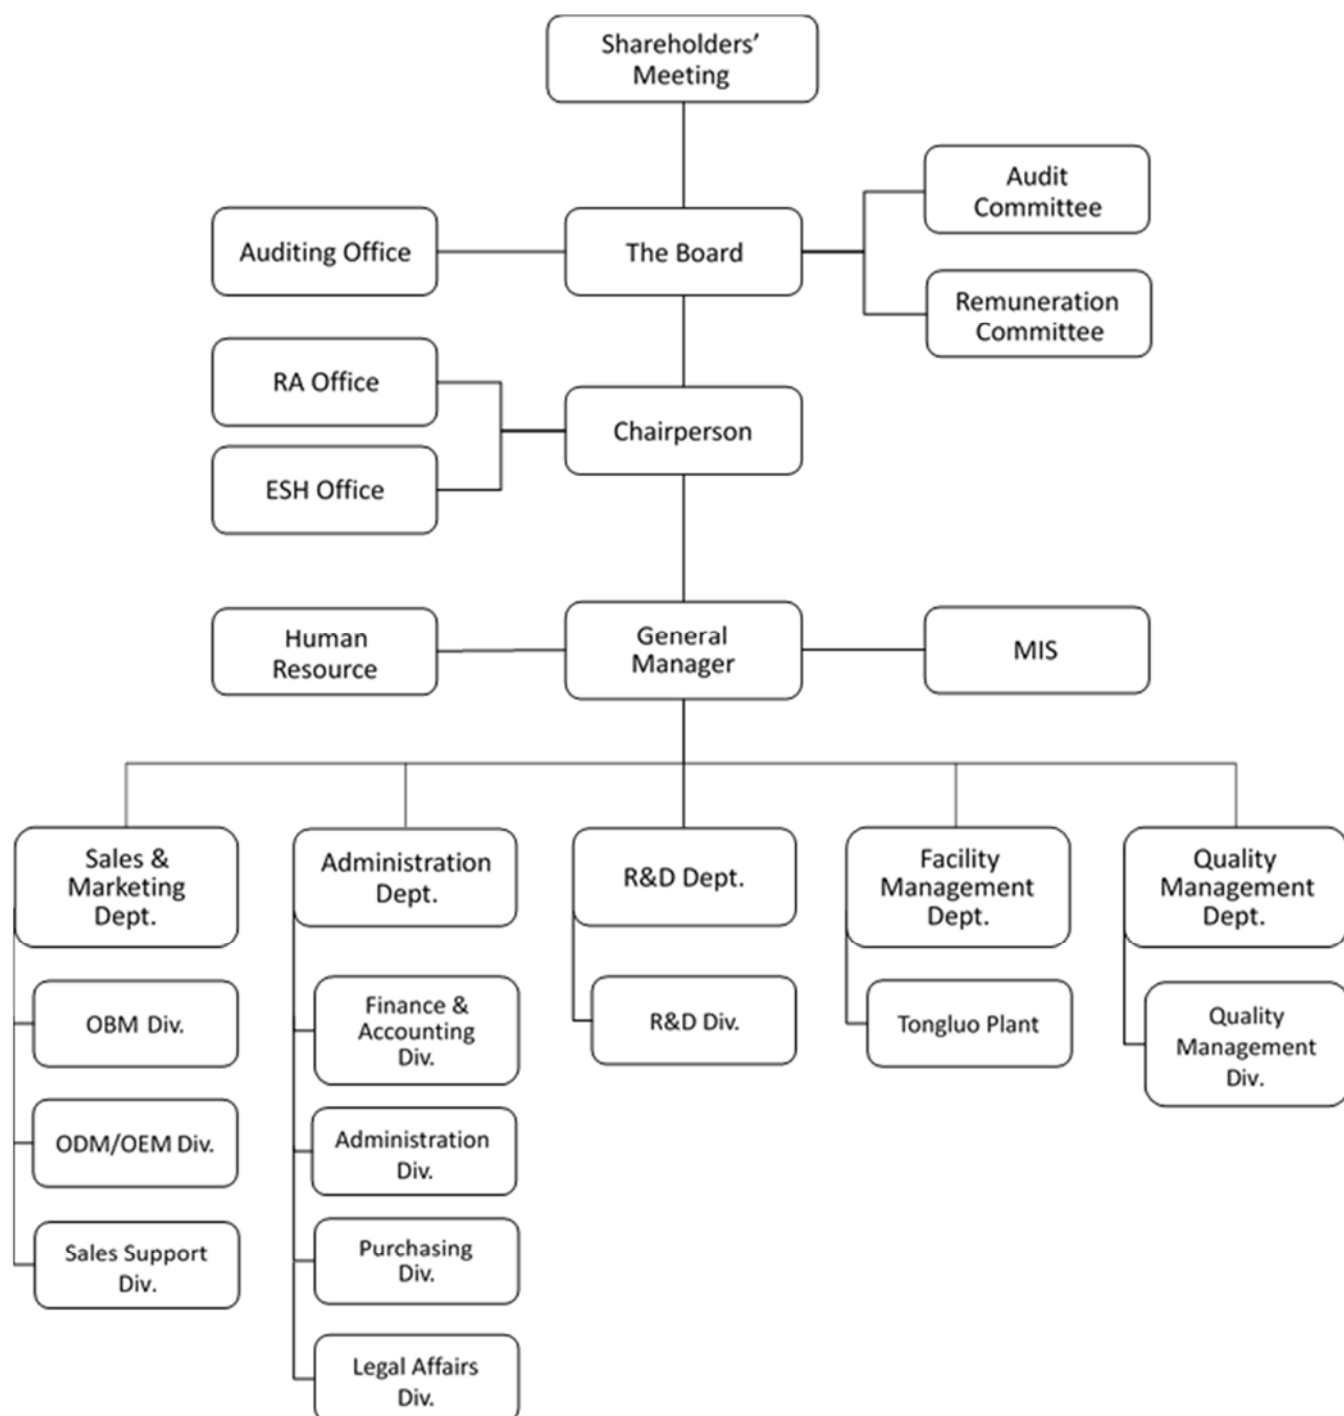 Shareholders’
Meeting
Audit
Committee
Auditing Office
The Board
Remuneration
Committee
RA Office
Chairperson
ESH Office
Human
Resource
General
Manager
MIS
Sales &
Marketing
Dept.
Administration
Dept.
R&D Dept.
Facility
Management
Dept.
Quality
Management
Dept.
OBM Div.
ODM/OEM Div.
Sales Support
Div.
Finance &
Accounting
Div.
Administration
Div.
Purchasing
Div.
Legal Affairs
Div.
R&D Div.
Tongluo Plant
Quality
Management
Div.